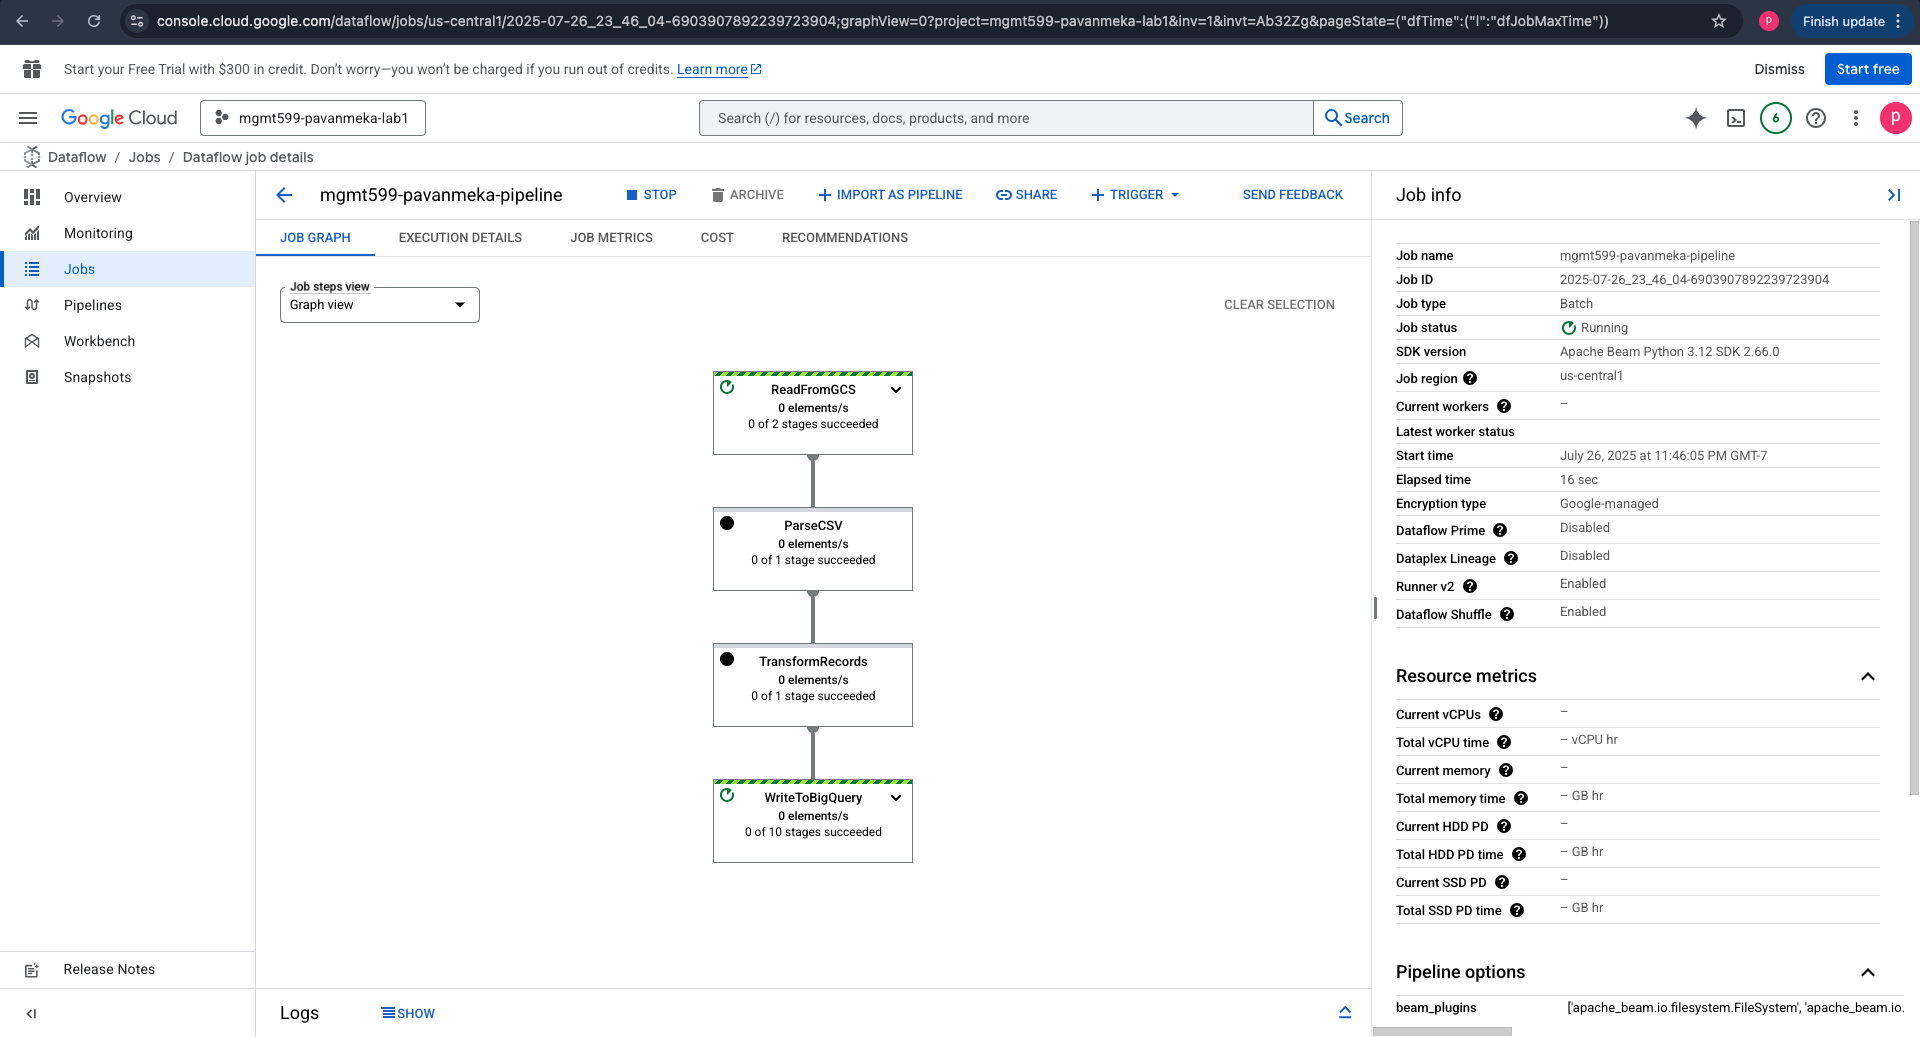 console.cloud.google.com/dataflow/jobs/us-central1/2025-07-26_23_46_04-6903907892239723904;graphView=0?project=mgmt599-pavanmeka-lab1&inv=1&invt=Ab32Zg&pageState=("dfTime":("l":"dfJobMaxTime"))
p
Finish update
Start your Free Trial with $300 in credit. Don't worry—you won't be charged if you run out of credits. Learn more
Dismiss
Start free
Google Cloud
mgmt599-pavanmeka-lab1
Search (/) for resources, docs, products, and more
Search
6
p
Dataflow / Jobs / Dataflow job details
Overview
Monitoring
Jobs
Pipelines
Workbench
Snapshots
Release Notes
mgmt599-pavanmeka-pipeline
STOP
ARCHIVE
IMPORT AS PIPELINE
SHARE
TRIGGER
SEND FEEDBACK
JOB GRAPH
EXECUTION DETAILS
JOB METRICS
COST
RECOMMENDATIONS
Job steps view
Graph view
CLEAR SELECTION
ReadFromGCS
0 elements/s
0 of 2 stages succeeded
ParseCSV
0 elements/s
0 of 1 stage succeeded
TransformRecords
0 elements/s
0 of 1 stage succeeded
WriteToBigQuery
0 elements/s
0 of 10 stages succeeded
Logs
SHOW
Job info
Job name mgmt599-pavanmeka-pipeline
Job ID 2025-07-26_23_46_04-6903907892239723904
Job type Batch
Job status Running
SDK version Apache Beam Python 3.12 SDK 2.66.0
Job region us-central1
Current workers –
Latest worker status
Start time July 26, 2025 at 11:46:05 PM GMT-7
Elapsed time 16 sec
Encryption type Google-managed
Dataflow Prime Disabled
Dataplex Lineage Disabled
Runner v2 Enabled
Dataflow Shuffle Enabled
Resource metrics
Current vCPUs –
Total vCPU time – vCPU hr
Current memory –
Total memory time – GB hr
Current HDD PD –
Total HDD PD time – GB hr
Current SSD PD –
Total SSD PD time – GB hr
Pipeline options
beam_plugins ['apache_beam.io.filesystem.FileSystem', 'apache_beam.io.